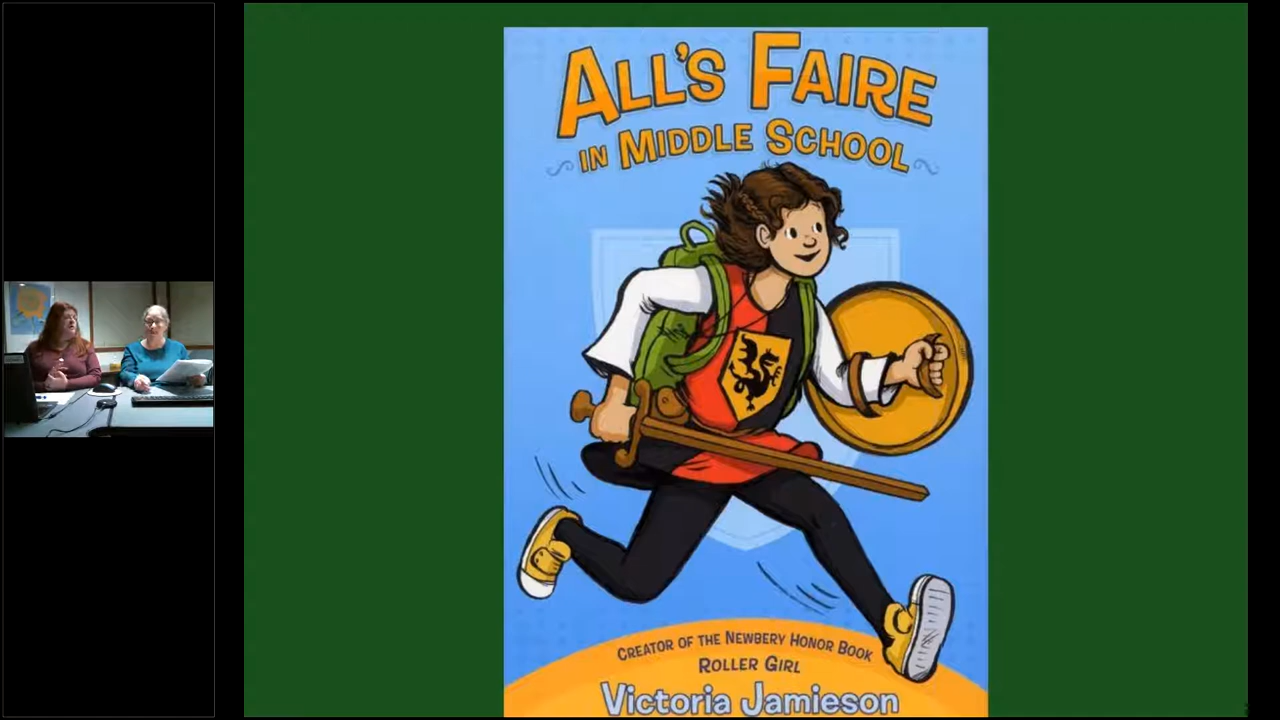 ALL'S FAIRE
IN MIDDLE SCHOOL
CREATOR OF THE NEWBERY HONOR BOOK
ROLLER GIRL
Victoria Jamieson